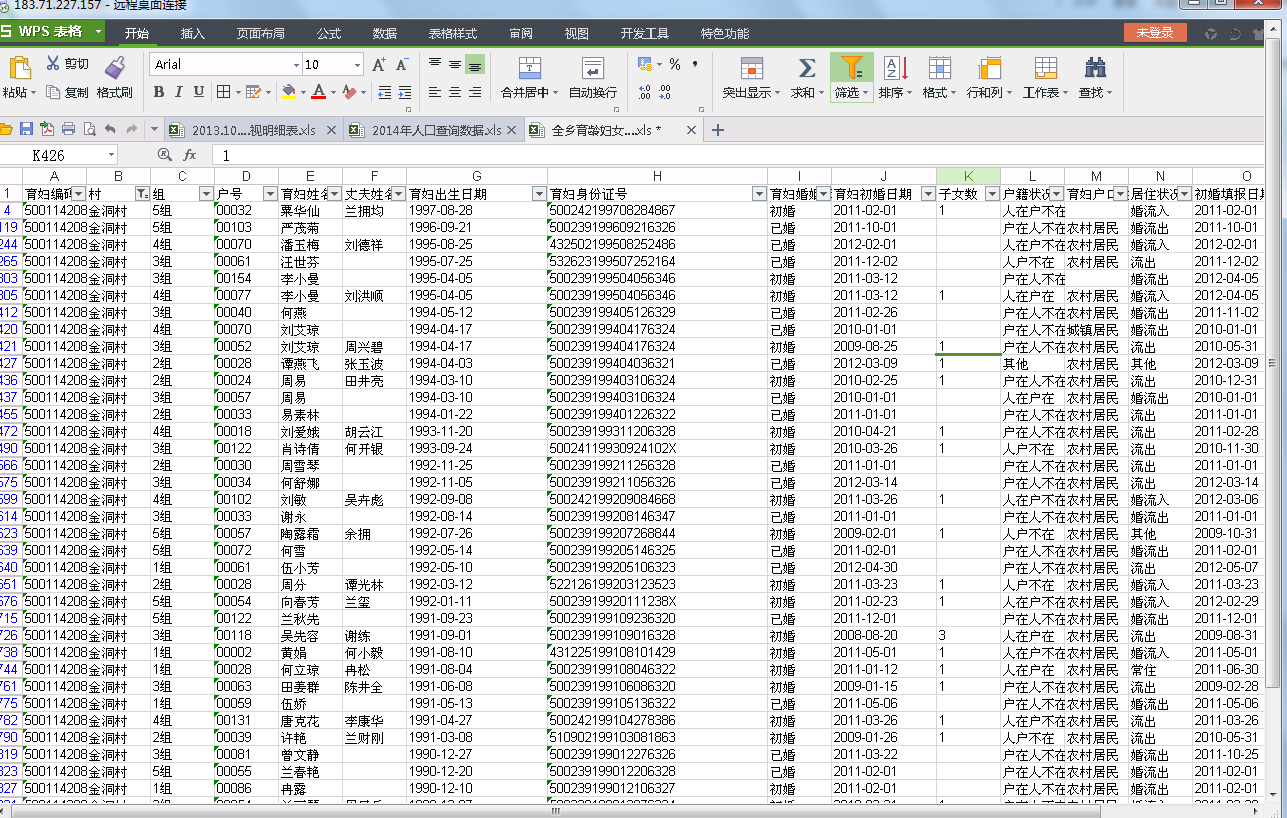 183.71.227.157 - 远程桌面连接
WPS 表格 开始 插入 页面布局 公式 数据 表格样式 审阅 视图 开发工具 特色功能 未登录
粘贴 剪切 复制 格式刷 Arial 10 B I U 合并居中 自动换行 突出显示 求和 筛选 排序 格式 行和列 工作表 查找
2013.10....视明细表.xls 2014年人口查询数据.xls 全乡育龄妇女....xls *
K426 fx 1
A B C D E F G H I J K L M N O
1 育妇编码 村 组 户号 育妇姓名 丈夫姓名 育妇出生日期 育妇身份证号 育妇婚姻 育妇初婚日期 子女数 户籍状况 育妇户口 居住状况 初婚填报日期
4 500114208 金洞村 5组 00032 粟华仙 兰拥均 1997-08-28 500242199708284867 初婚 2011-02-01 1 人在户不在 婚流入 2011-02-01
119 500114208 金洞村 5组 00103 严茂菊 1996-09-21 500239199609216326 已婚 2011-10-01 户在人不在 农村居民 婚流出 2011-10-01
244 500114208 金洞村 4组 00070 潘玉梅 刘德祥 1995-08-25 432502199508252486 初婚 2012-02-01 人在户不在 农村居民 婚流入 2012-02-01
265 500114208 金洞村 3组 00061 汪世芬 1995-07-25 532623199507252164 已婚 2011-12-02 人户不在 农村居民 流出 2011-12-02
303 500114208 金洞村 3组 00154 李小曼 1995-04-05 500239199504056346 初婚 2011-03-12 户在人不在 婚流出 2012-04-05
305 500114208 金洞村 4组 00077 李小曼 刘洪顺 1995-04-05 500239199504056346 初婚 2011-03-12 1 人在户在 农村居民 婚流入 2012-04-05
412 500114208 金洞村 3组 00040 何燕 1994-05-12 500239199405126329 已婚 2011-02-26 户在人不在 农村居民 婚流出 2011-11-02
420 500114208 金洞村 4组 00070 刘艾琼 1994-04-17 500239199404176324 已婚 2010-01-01 户在人不在 城镇居民 婚流出 2010-01-01
421 500114208 金洞村 3组 00052 刘艾琼 周兴碧 1994-04-17 500239199404176324 初婚 2009-08-25 1 户在人不在 农村居民 流出 2010-05-31
427 500114208 金洞村 2组 00028 谭燕飞 张玉波 1994-04-03 500239199404036321 已婚 2012-03-09 1 其他 农村居民 其他 2012-03-09
436 500114208 金洞村 2组 00024 周易 田井亮 1994-03-10 500239199403106324 初婚 2010-02-25 1 户在人不在 农村居民 流出 2010-12-31
437 500114208 金洞村 3组 00057 周易 1994-03-10 500239199403106324 已婚 2010-01-01 人在户在 农村居民 婚流出 2010-01-01
455 500114208 金洞村 2组 00033 易素林 1994-01-22 500239199401226322 已婚 2011-01-01 户在人不在 农村居民 流出 2011-01-01
472 500114208 金洞村 4组 00018 刘爱娥 胡云江 1993-11-20 500239199311206328 初婚 2010-04-21 1 户在人不在 农村居民 流出 2011-02-28
490 500114208 金洞村 3组 00122 肖诗倩 何开银 1993-09-24 50024119930924102X 初婚 2010-03-26 1 人户不在 农村居民 流出 2010-11-30
566 500114208 金洞村 2组 00030 周雪琴 1992-11-25 500239199211256328 已婚 2011-01-01 户在人不在 农村居民 流出 2011-01-01
575 500114208 金洞村 3组 00034 何舒娜 1992-11-05 500239199211056326 已婚 2012-03-14 户在人不在 农村居民 流出 2012-03-14
599 500114208 金洞村 4组 00102 刘敏 吴卉彪 1992-09-08 500242199209084668 初婚 2011-03-26 1 人在户不在 农村居民 婚流入 2012-03-06
614 500114208 金洞村 3组 00033 谢永 1992-08-14 500239199208146347 已婚 2011-01-01 户在人不在 农村居民 流出 2011-01-01
623 500114208 金洞村 5组 00057 陶露霜 余拥 1992-07-26 500239199207268844 初婚 2009-02-01 1 人户不在 农村居民 其他 2009-10-31
639 500114208 金洞村 5组 00072 何雪 1992-05-14 500239199205146325 已婚 2011-02-01 户在人不在 农村居民 婚流出 2011-02-01
640 500114208 金洞村 1组 00061 伍小芳 1992-05-10 500239199205106323 已婚 2012-04-30 户在人不在 农村居民 流出 2012-05-07
651 500114208 金洞村 2组 00028 周分 谭光林 1992-03-12 522126199203123523 初婚 2011-03-23 1 人户不在 农村居民 婚流入 2011-03-23
676 500114208 金洞村 5组 00054 向春芳 兰玺 1992-01-11 50023919920111238X 初婚 2011-02-23 1 人在户不在 农村居民 婚流入 2012-02-29
715 500114208 金洞村 5组 00122 兰秋先 1991-09-23 500239199109236320 已婚 2011-12-01 户在人不在 农村居民 婚流出 2011-12-01
726 500114208 金洞村 3组 00118 吴先容 谢练 1991-09-01 500239199109016328 初婚 2008-08-20 3 人在户在 农村居民 流出 2009-08-31
738 500114208 金洞村 1组 00002 黄娟 何小毅 1991-08-10 431225199108101429 初婚 2011-05-01 1 人在户不在 农村居民 婚流入 2011-05-01
744 500114208 金洞村 1组 00028 何立琼 冉松 1991-08-04 500239199108046322 初婚 2011-01-12 1 人在户在 农村居民 常住 2011-06-30
761 500114208 金洞村 3组 00063 田姜群 陈井全 1991-06-08 500239199106086320 初婚 2009-01-15 1 户在人不在 农村居民 流出 2009-02-28
775 500114208 金洞村 1组 00059 伍娇 1991-05-13 500239199105136322 已婚 2011-05-06 户在人不在 农村居民 婚流出 2011-05-06
782 500114208 金洞村 4组 00131 唐克花 李康华 1991-04-27 500242199104278386 初婚 2011-03-26 1 人在户不在 农村居民 流出 2011-03-26
790 500114208 金洞村 2组 00039 许艳 兰财刚 1991-03-08 510902199103081863 初婚 2009-01-26 1 人户不在 农村居民 流出 2010-05-31
819 500114208 金洞村 3组 00081 曾文静 1990-12-27 500239199012276326 已婚 2011-03-22 户在人不在 农村居民 婚流出 2011-10-25
823 500114208 金洞村 5组 00055 兰春艳 1990-12-20 500239199012206328 已婚 2011-02-01 户在人不在 农村居民 流出 2011-02-01
827 500114208 金洞村 1组 00086 冉露 1990-12-10 500239199012106327 已婚 2011-02-01 户在人不在 农村居民 婚流出 2011-02-01